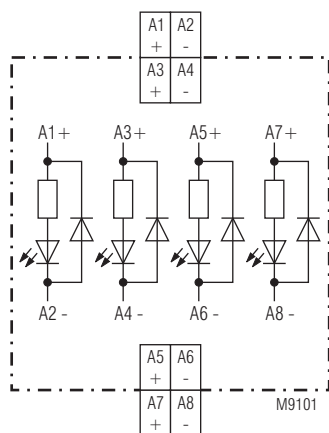 A1 A2
+ -
A3 A4
+ -
A1+ A3+ A5+ A7+
A2 - A4 - A6 - A8 -
A5 A6
+ -
A7 A8
+ -
M9101